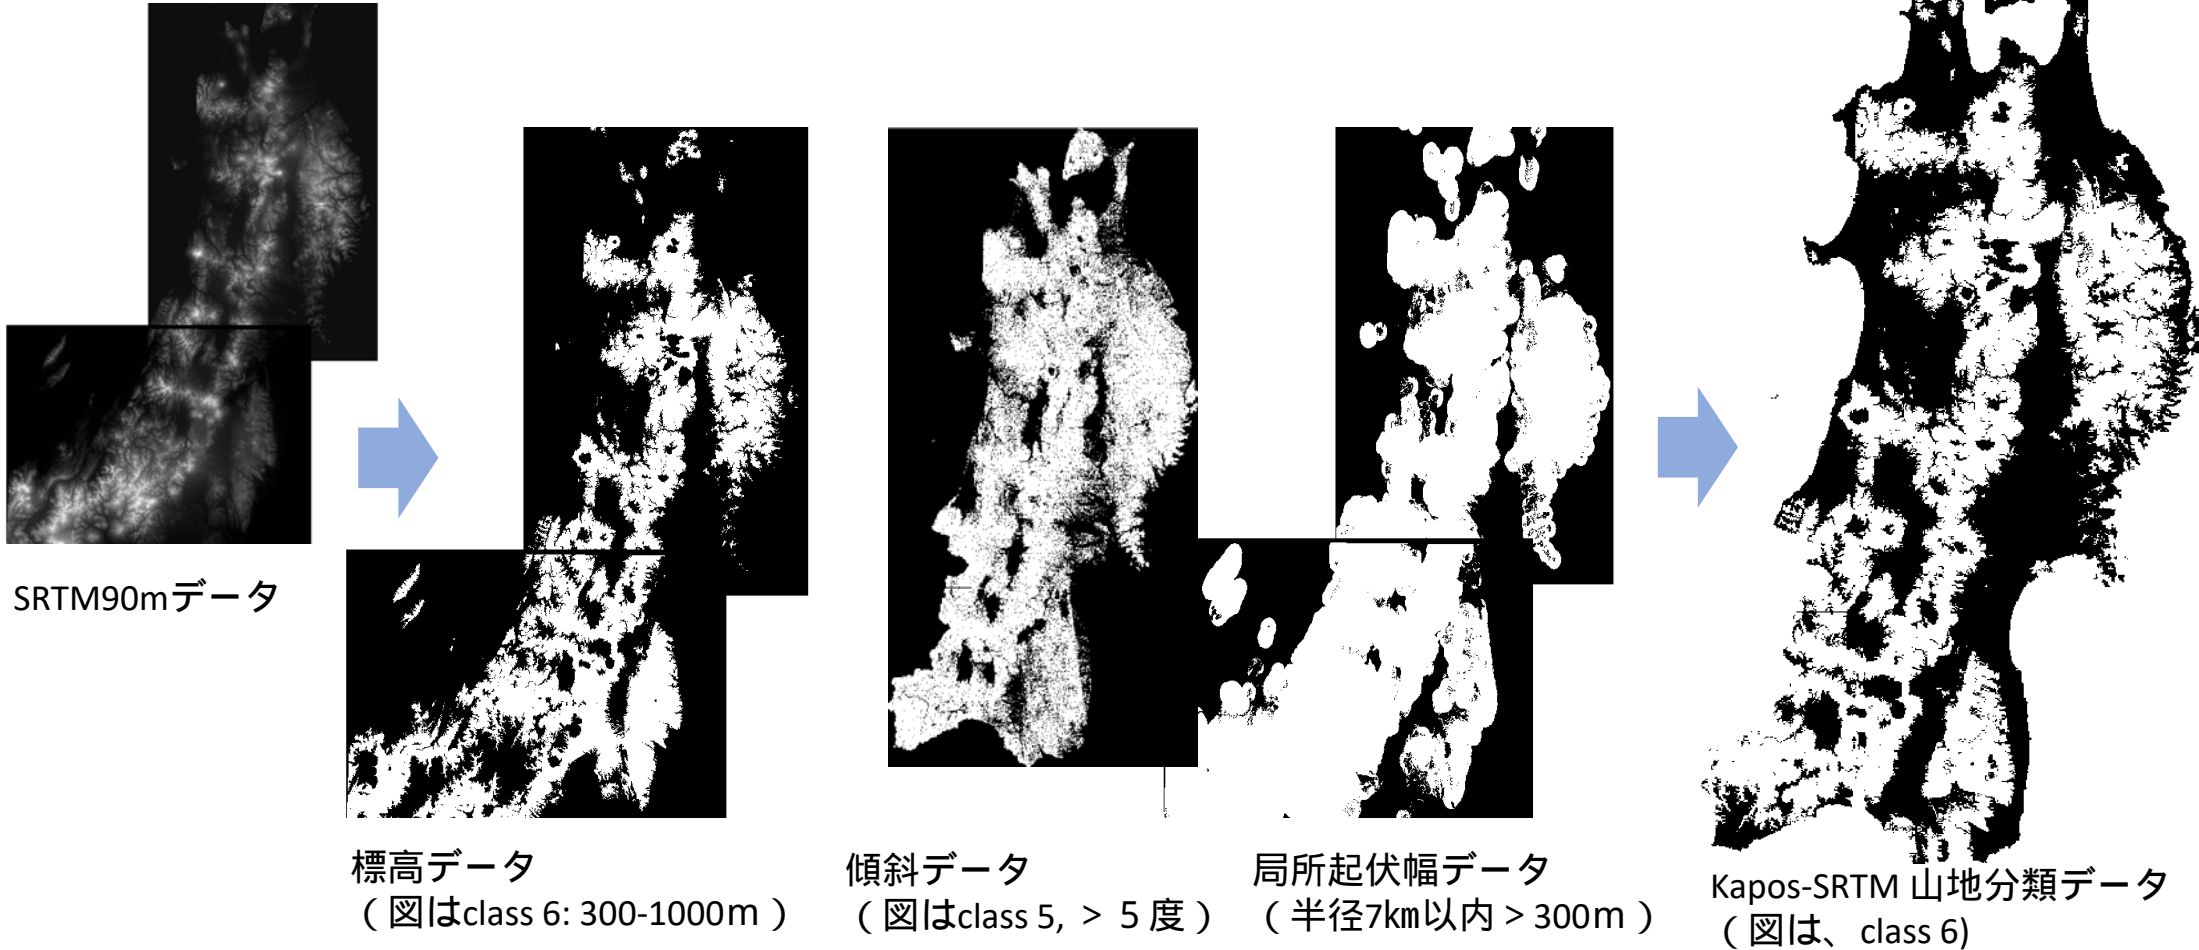 SRTM90mデータ
標高データ
（図はclass 6: 300-1000m）
傾斜データ
（図はclass 5, ＞５度）
局所起伏幅データ
（半径7㎞以内＞300m）
Kapos-SRTM 山地分類データ
（図は、class 6)